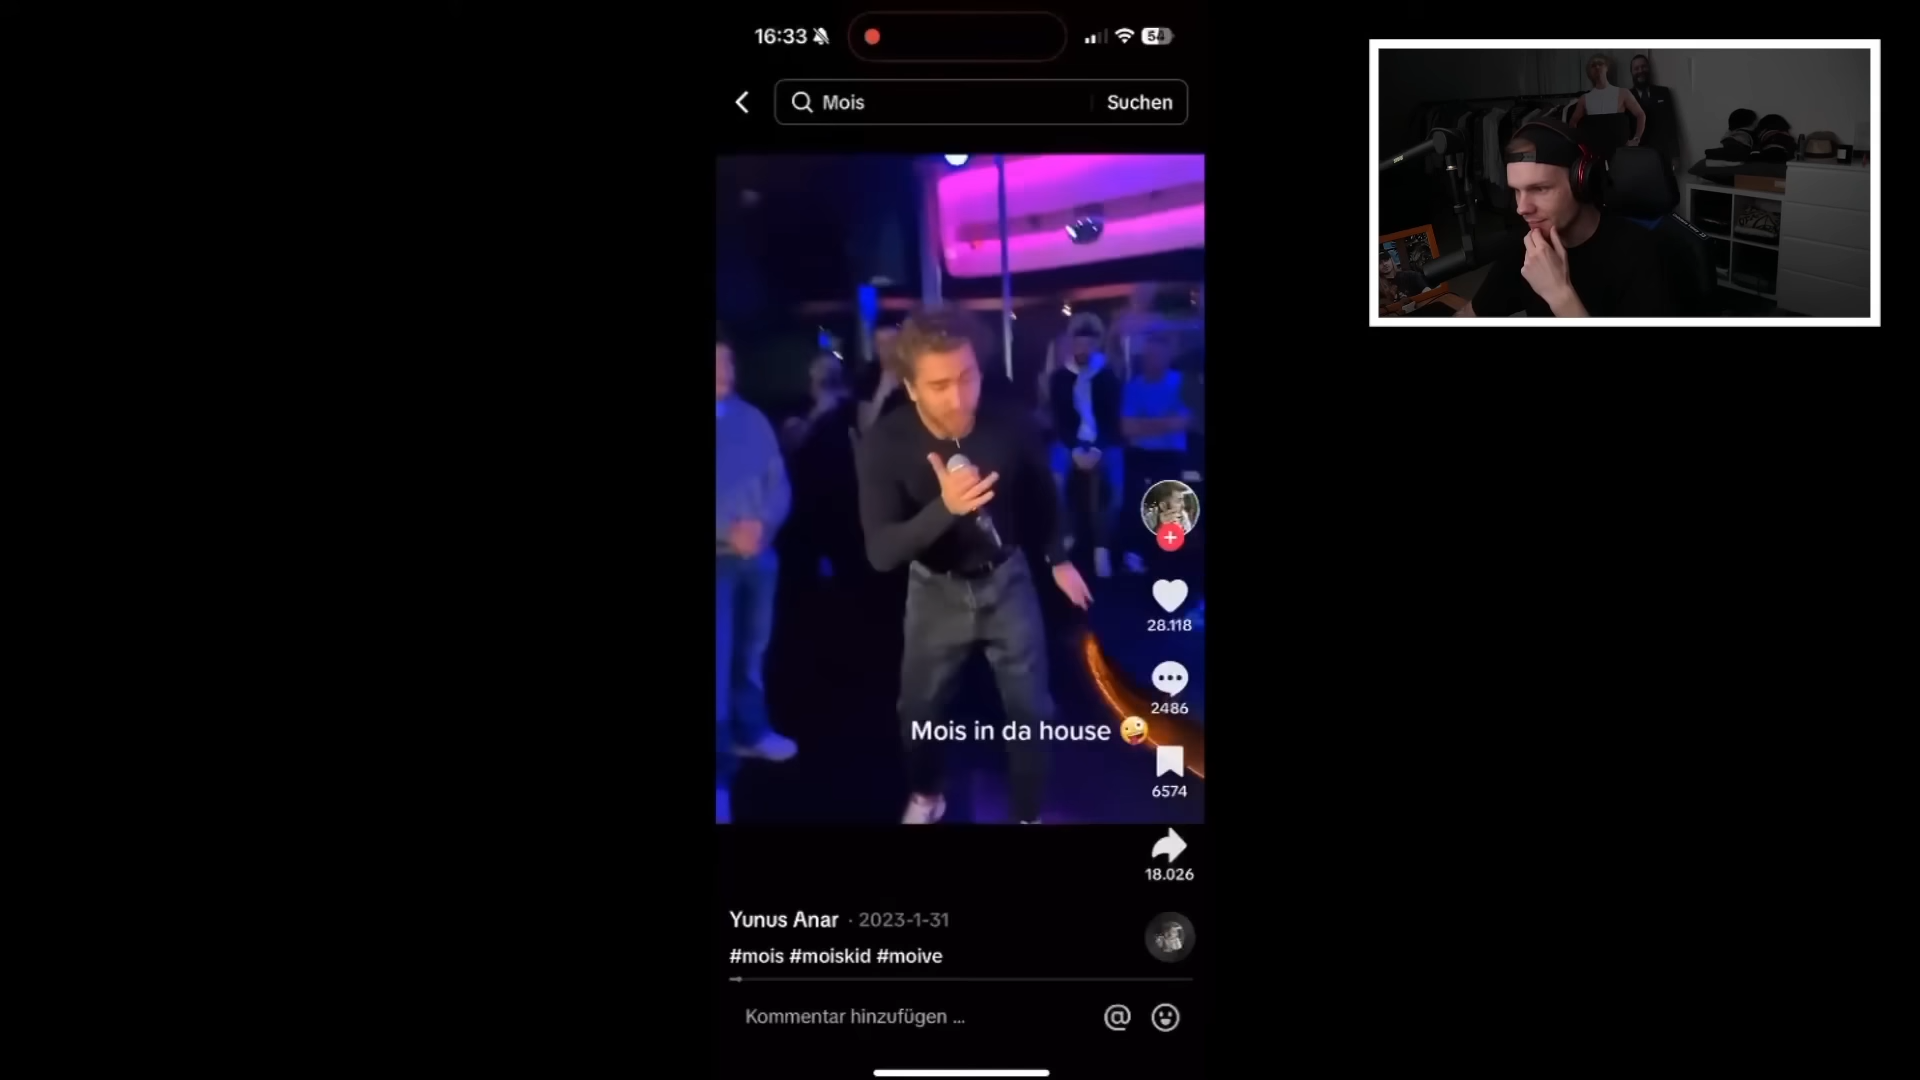 16:33
54
Mois
Suchen
28.118
2486
Mois in da house 🤪
6574
18.026
Yunus Anar · 2023-1-31
#mois #moiskid #moive
Kommentar hinzufügen ...